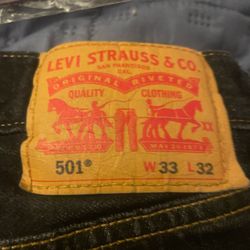 LEVI STRAUSS & CO.
SAN FRANCISCO
CAL.
ORIGINAL RIVETED
QUALITY CLOTHING
501® W33 L32